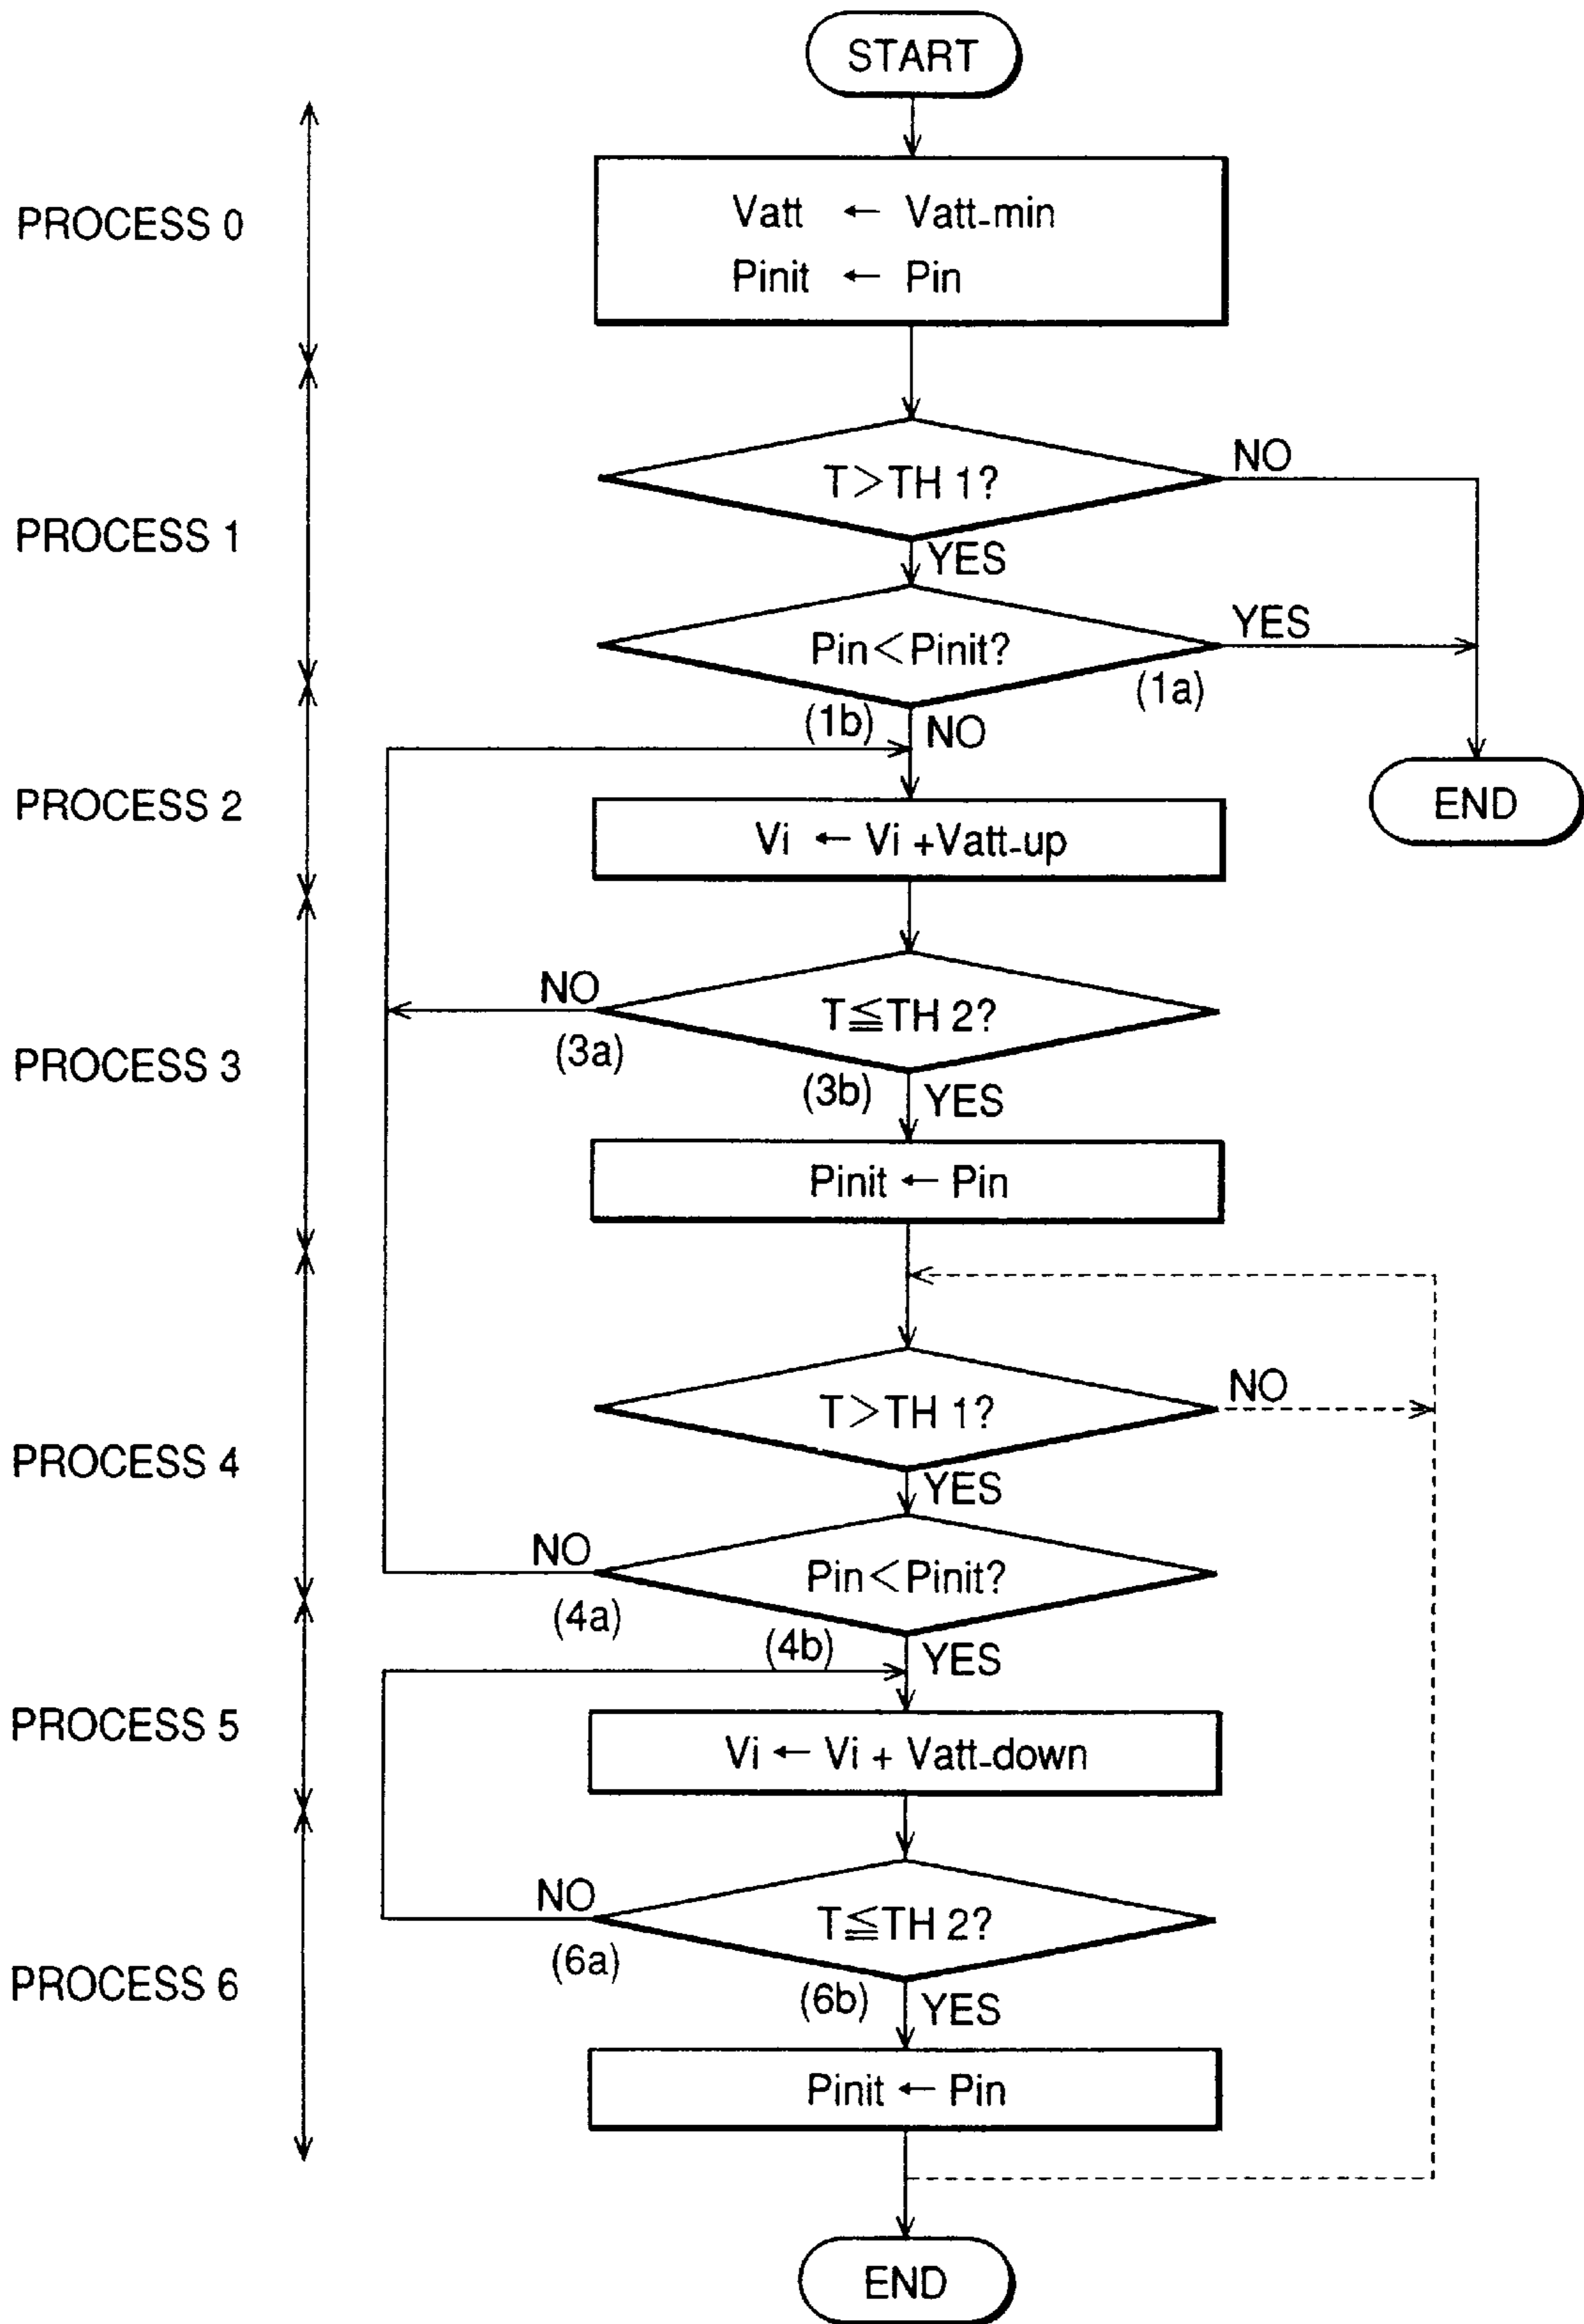 START
PROCESS 0
Vatt ← Vatt-min
Pinit ← Pin
PROCESS 1
T>TH 1?
NO
YES
Pin<Pinit?
YES
(1a)
(1b)
NO
END
PROCESS 2
Vi ← Vi +Vatt-up
PROCESS 3
T≦TH 2?
NO
(3a)
(3b)
YES
Pinit ← Pin
PROCESS 4
T>TH 1?
NO
YES
Pin<Pinit?
NO
(4a)
(4b)
YES
PROCESS 5
Vi ← Vi + Vatt-down
PROCESS 6
T≦TH 2?
NO
(6a)
(6b)
YES
Pinit ← Pin
END